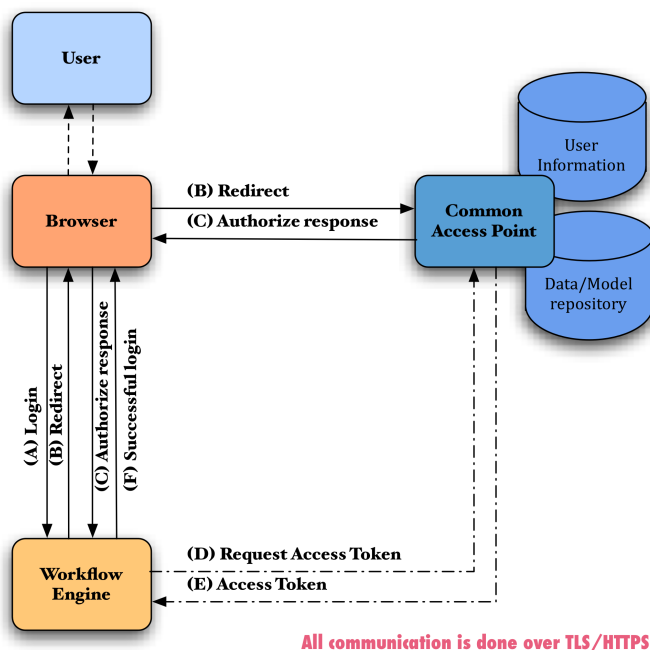 User
User
Information
(B) Redirect
Browser
Common
Access Point
(C) Authorize response
Data/Model
repository
(A) Login
(B) Redirect
(C) Authorize response
(F) Successful login
(D) Request Access Token
Workflow
Engine
(E) Access Token
All communication is done over TLS/HTTPS